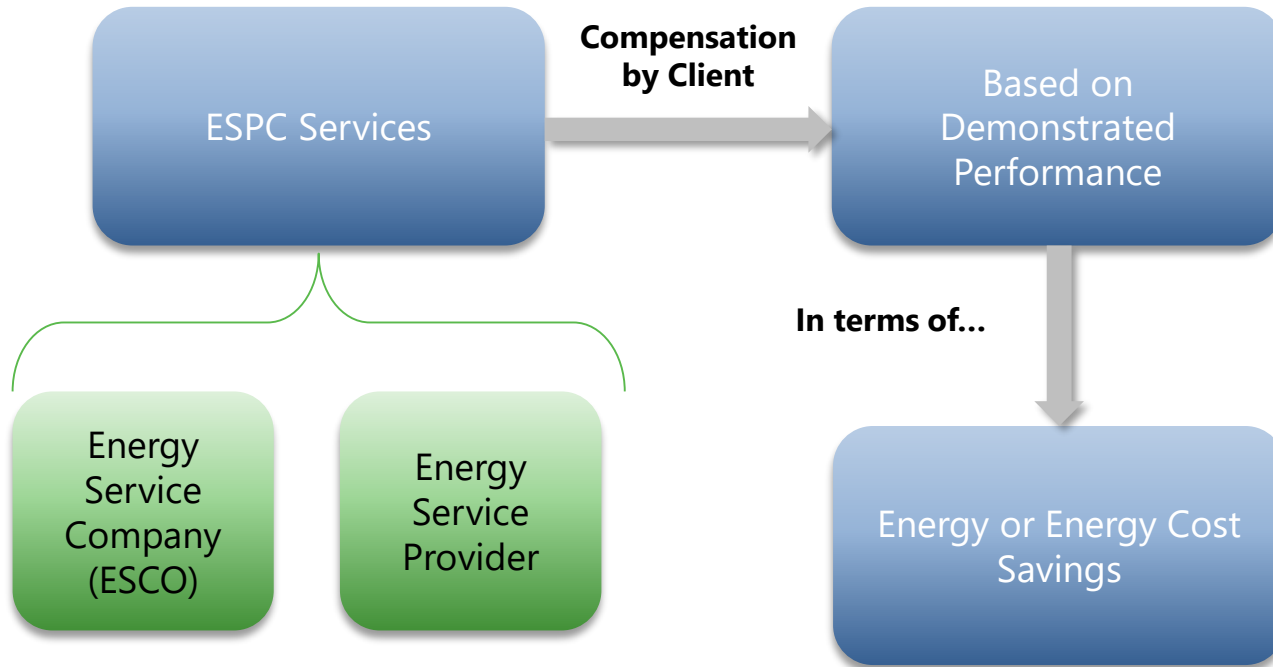 Compensation
by Client
ESPC Services
Based on
Demonstrated
Performance
In terms of...
Energy
Service
Company
(ESCO)
Energy
Service
Provider
Energy or Energy Cost
Savings